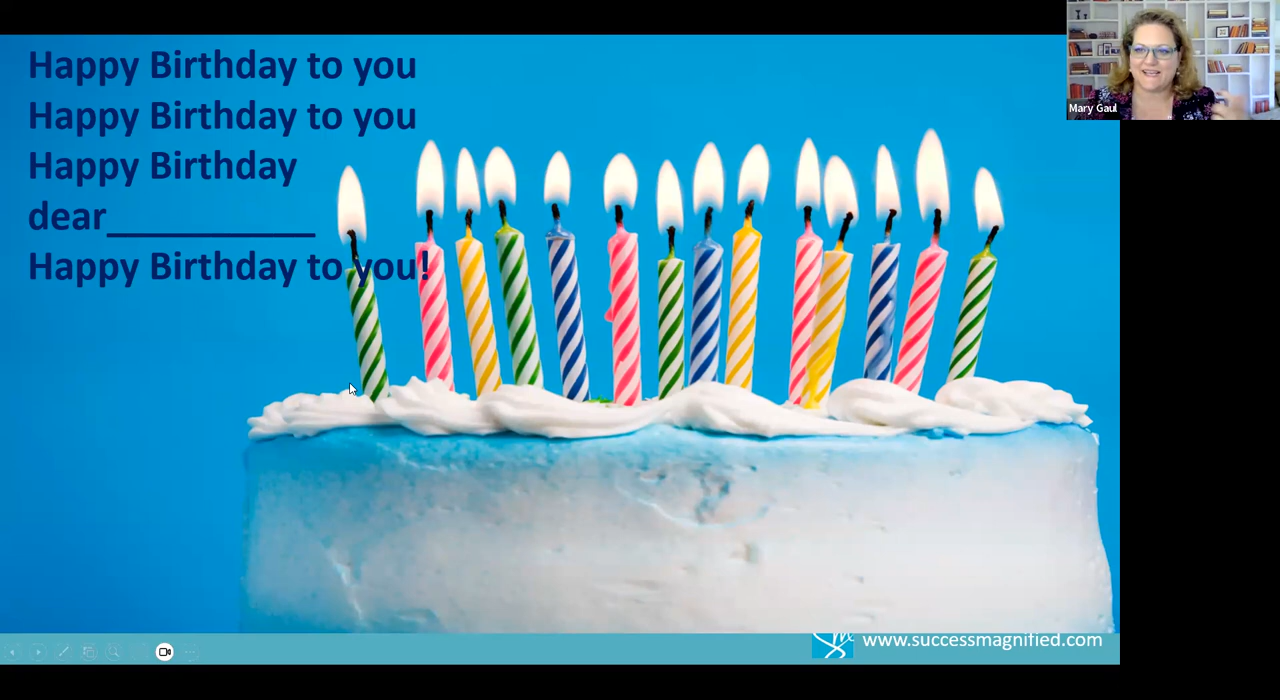 Happy Birthday to you
Happy Birthday to you
Happy Birthday
dear__________
Happy Birthday to you!
Mary Gaul
www.successmagnified.com